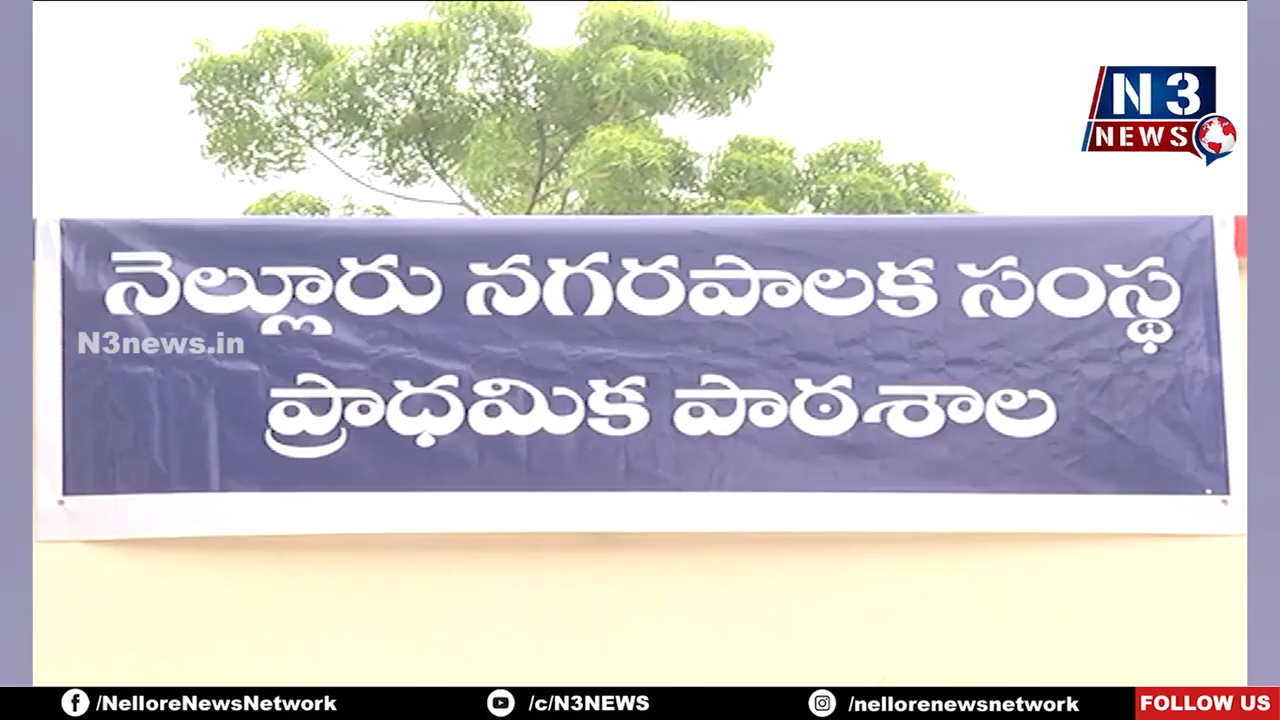 N3
NEWS
నెల్లూరు నగరపాలక సంస్థ
N3news.in
ప్రాధమిక పాఠశాల
/NelloreNewsNetwork
/c/N3NEWS
/nellorenewsnetwork
FOLLOW US